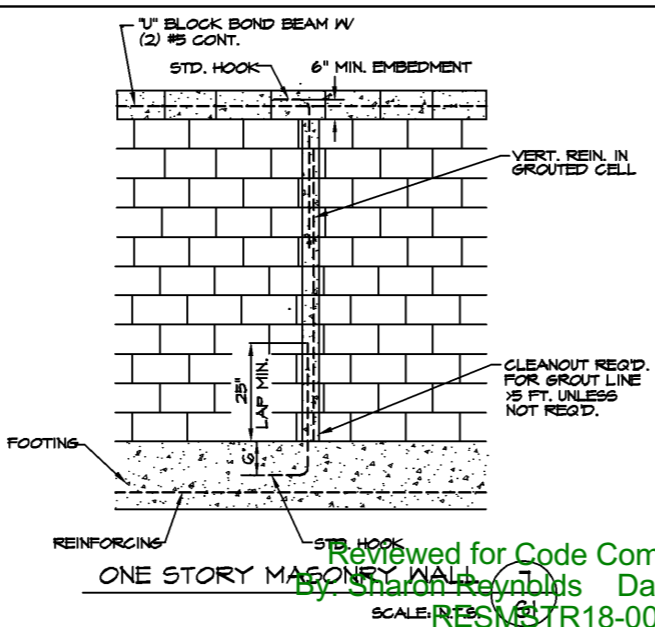 "U" BLOCK BOND BEAM W/
(2) #5 CONT.
STD. HOOK
6" MIN. EMBEDMENT
VERT. REIN. IN
GROUTED CELL
25"
LAP MIN.
CLEANOUT REQ'D.
FOR GROUT LINE
>5 FT. UNLESS
NOT REQ'D.
FOOTING
6"
REINFORCING
STD. HOOK
ONE STORY MASONRY WALL
SCALE: N.T.S.
Reviewed for Code Com
By: Sharon Reynolds Da
RESMSTR18-00